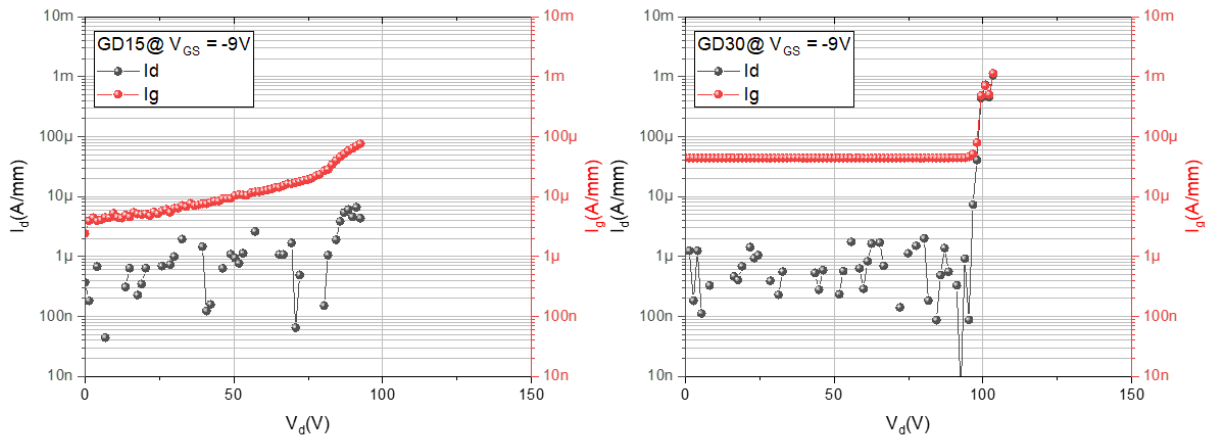 10m
1m
100µ
10µ
1µ
100n
10n
I_d(A/mm)
GD15@ V_GS = -9V
Id
Ig
10m
1m
100µ
10µ
1µ
100n
10n
I_g(A/mm)
0
50
100
150
V_d(V)
10m
1m
100µ
10µ
1µ
100n
10n
I_d(A/mm)
GD30@ V_GS = -9V
Id
Ig
10m
1m
100µ
10µ
1µ
100n
10n
I_g(A/mm)
0
50
100
150
V_d(V)